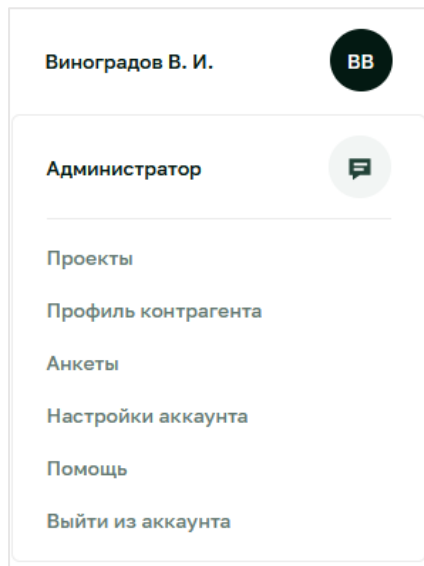 Виноградов В. И.
ВВ
Администратор
Проекты
Профиль контрагента
Анкеты
Настройки аккаунта
Помощь
Выйти из аккаунта